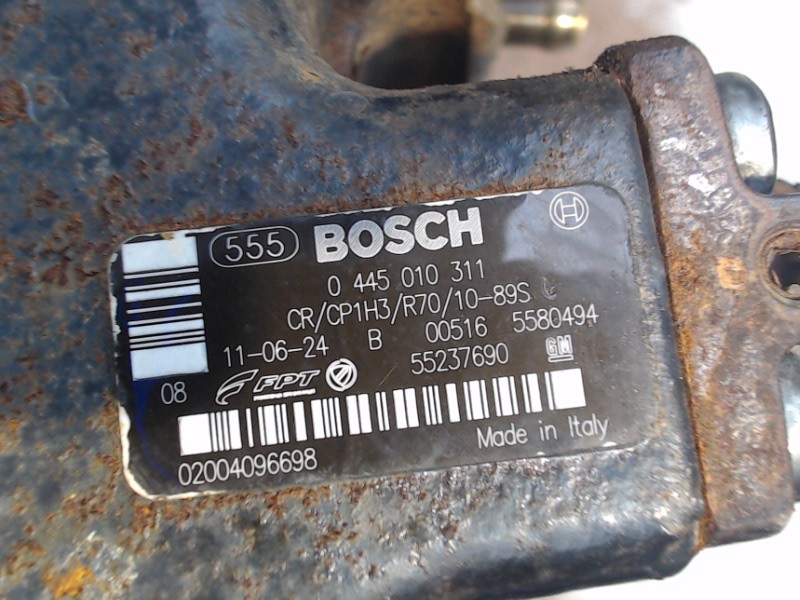 555 BOSCH
0 445 010 311
CR/CP1H3/R70/10-89S
11-06-24 B 00516 5580494
55237690 GM
08 FPT
Made in Italy
02004096698